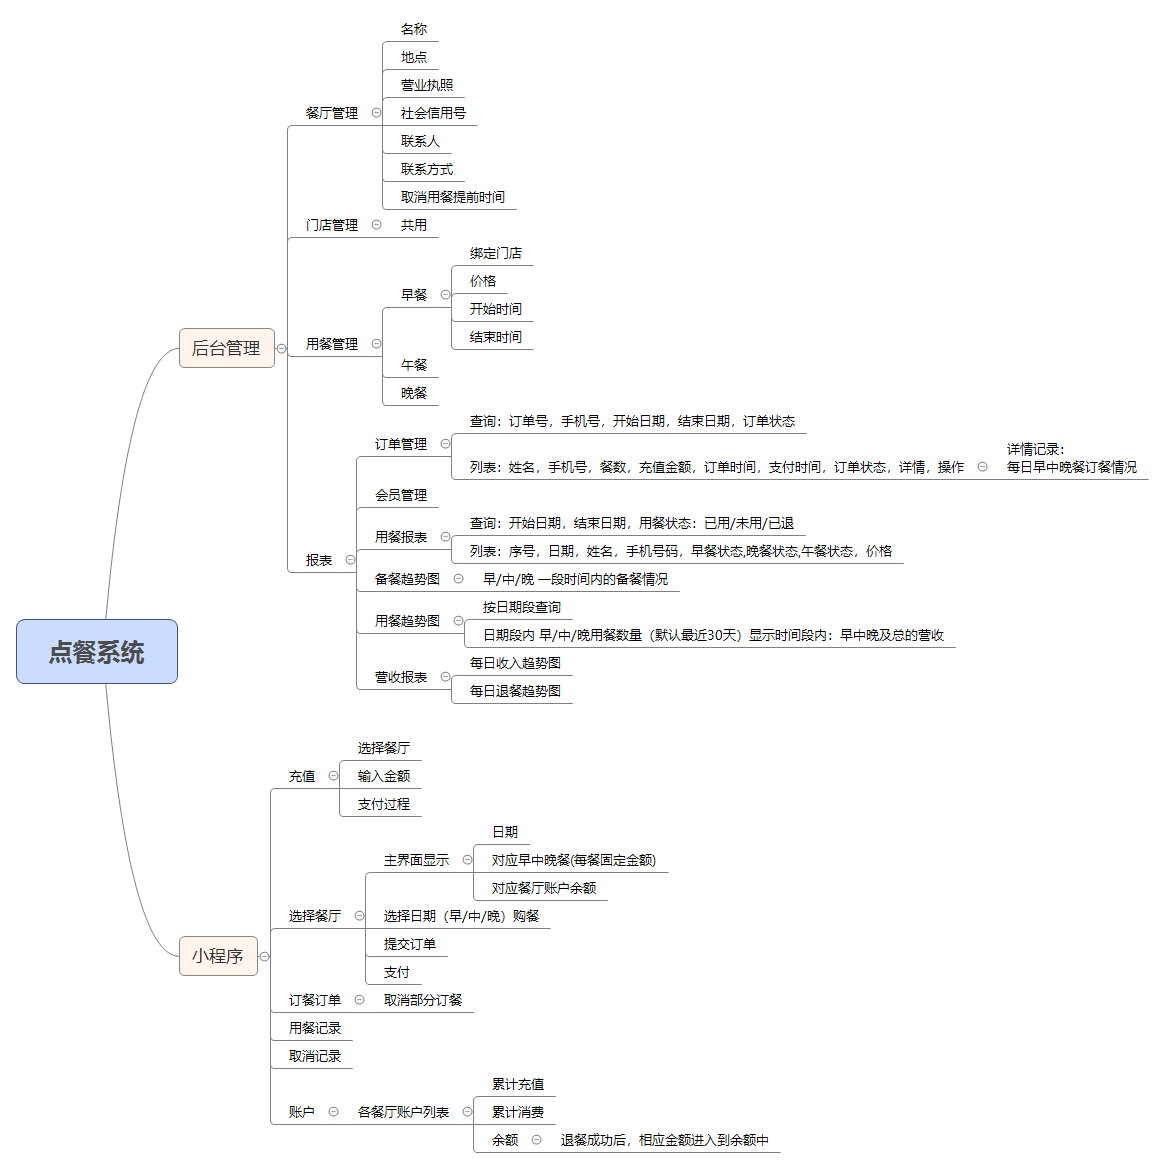 名称
地点
营业执照
餐厅管理
社会信用号
联系人
联系方式
取消用餐提前时间
门店管理
共用
绑定门店
价格
早餐
开始时间
结束时间
后台管理
用餐管理
午餐
晚餐
查询：订单号，手机号，开始日期，结束日期，订单状态
订单管理
详情记录：
列表：姓名，手机号，餐数，充值金额，订单时间，支付时间，订单状态，详情，操作
每日早中晚餐订餐情况
会员管理
查询：开始日期，结束日期，用餐状态：已用/未用/已退
用餐报表
列表：序号，日期，姓名，手机号码，早餐状态,晚餐状态,午餐状态，价格
报表
备餐趋势图
早/中/晚 一段时间内的备餐情况
按日期段查询
用餐趋势图
日期段内 早/中/晚用餐数量（默认最近30天）显示时间段内：早中晚及总的营收
点餐系统
每日收入趋势图
营收报表
每日退餐趋势图
选择餐厅
充值
输入金额
支付过程
日期
主界面显示
对应早中晚餐(每餐固定金额)
对应餐厅账户余额
选择餐厅
选择日期（早/中/晚）购餐
提交订单
小程序
支付
订餐订单
取消部分订餐
用餐记录
取消记录
累计充值
账户
各餐厅账户列表
累计消费
余额
退餐成功后，相应金额进入到余额中